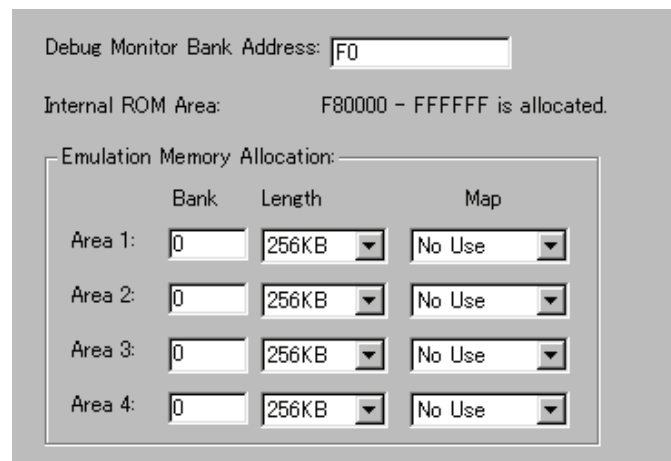 Debug Monitor Bank Address: F0
Internal ROM Area: F80000 - FFFFFF is allocated.
Emulation Memory Allocation:
Bank Length Map
Area 1: 0 256KB No Use
Area 2: 0 256KB No Use
Area 3: 0 256KB No Use
Area 4: 0 256KB No Use